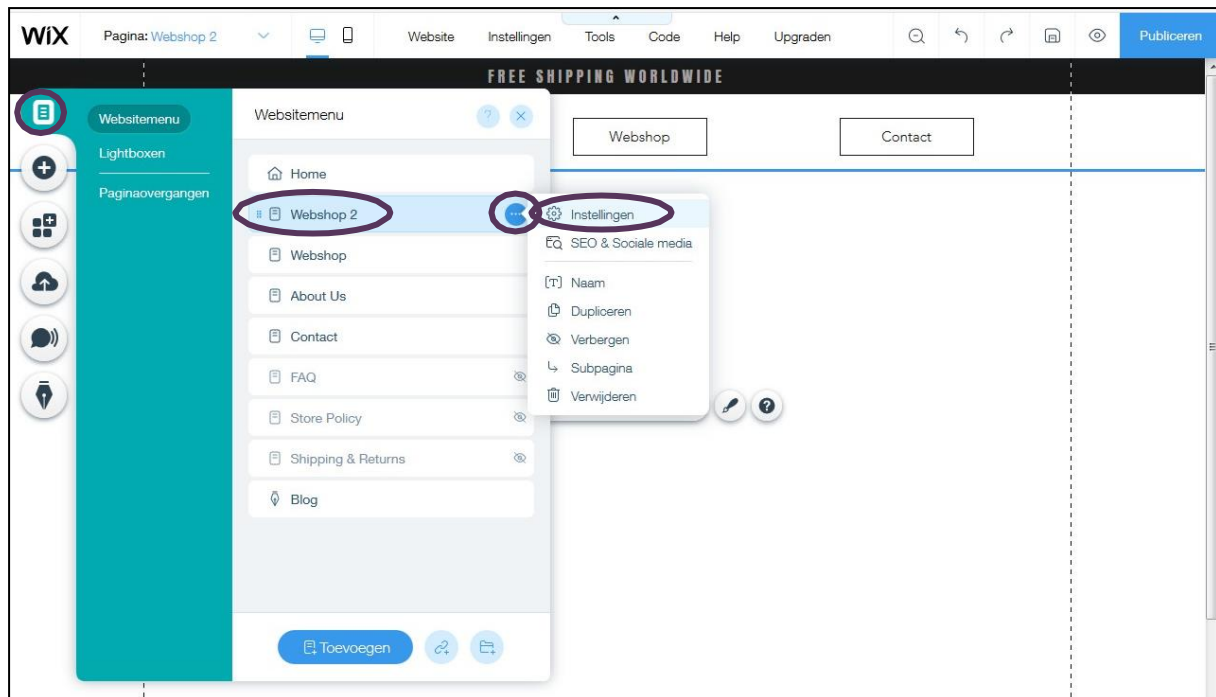 WiX Pagina: Webshop 2 Website Instellingen Tools Code Help Upgraden Publiceren
FREE SHIPPING WORLDWIDE
Websitemenu
Lightboxen
Paginaovergangen
Websitemenu ? ×
Webshop Contact
Home
Webshop 2
Webshop
About Us
Contact
FAQ
Store Policy
Shipping & Returns
Blog
Toevoegen
Instellingen
SEO & Sociale media
[T] Naam
Dupliceren
Verbergen
Subpagina
Verwijderen
?